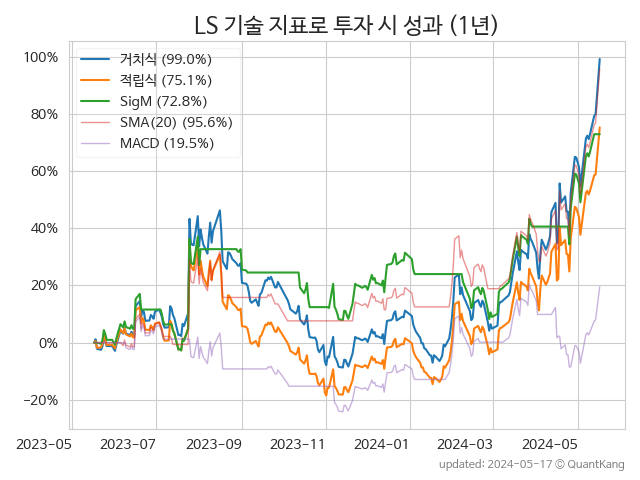 LS 기술 지표로 투자 시 성과 (1년)
100%
80%
60%
40%
20%
0%
−20%
거치식 (99.0%)
적립식 (75.1%)
SigM (72.8%)
SMA(20) (95.6%)
MACD (19.5%)
2023-05 2023-07 2023-09 2023-11 2024-01 2024-03 2024-05
updated: 2024-05-17 © QuantKang